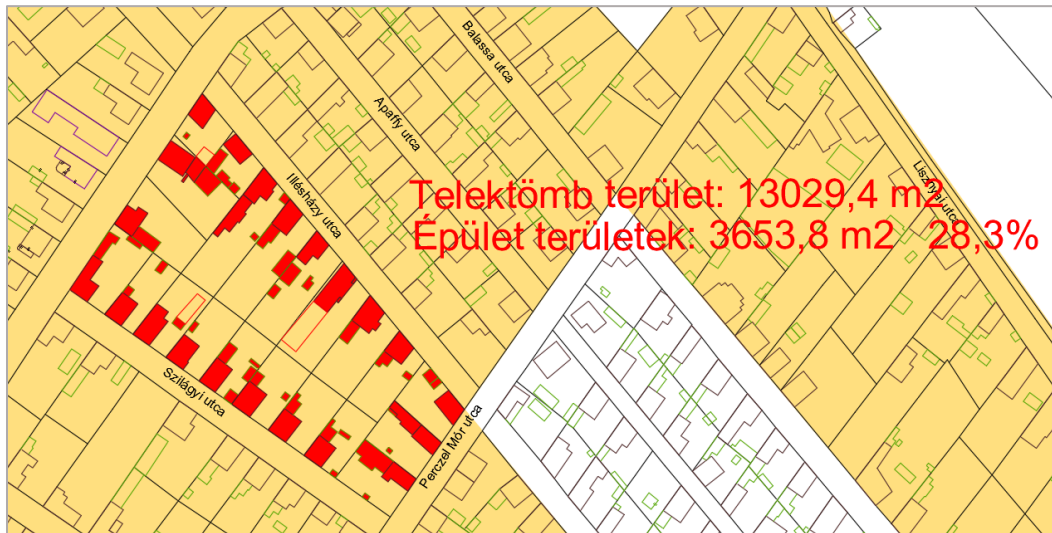 Balassa utca
Apaffy utca
Illésházy utca
Lisznyai utca
Telektömb terület: 13029,4 m2
Épület területek: 3653,8 m2 28,3%
Szilágyi utca
Perczel Mór utca